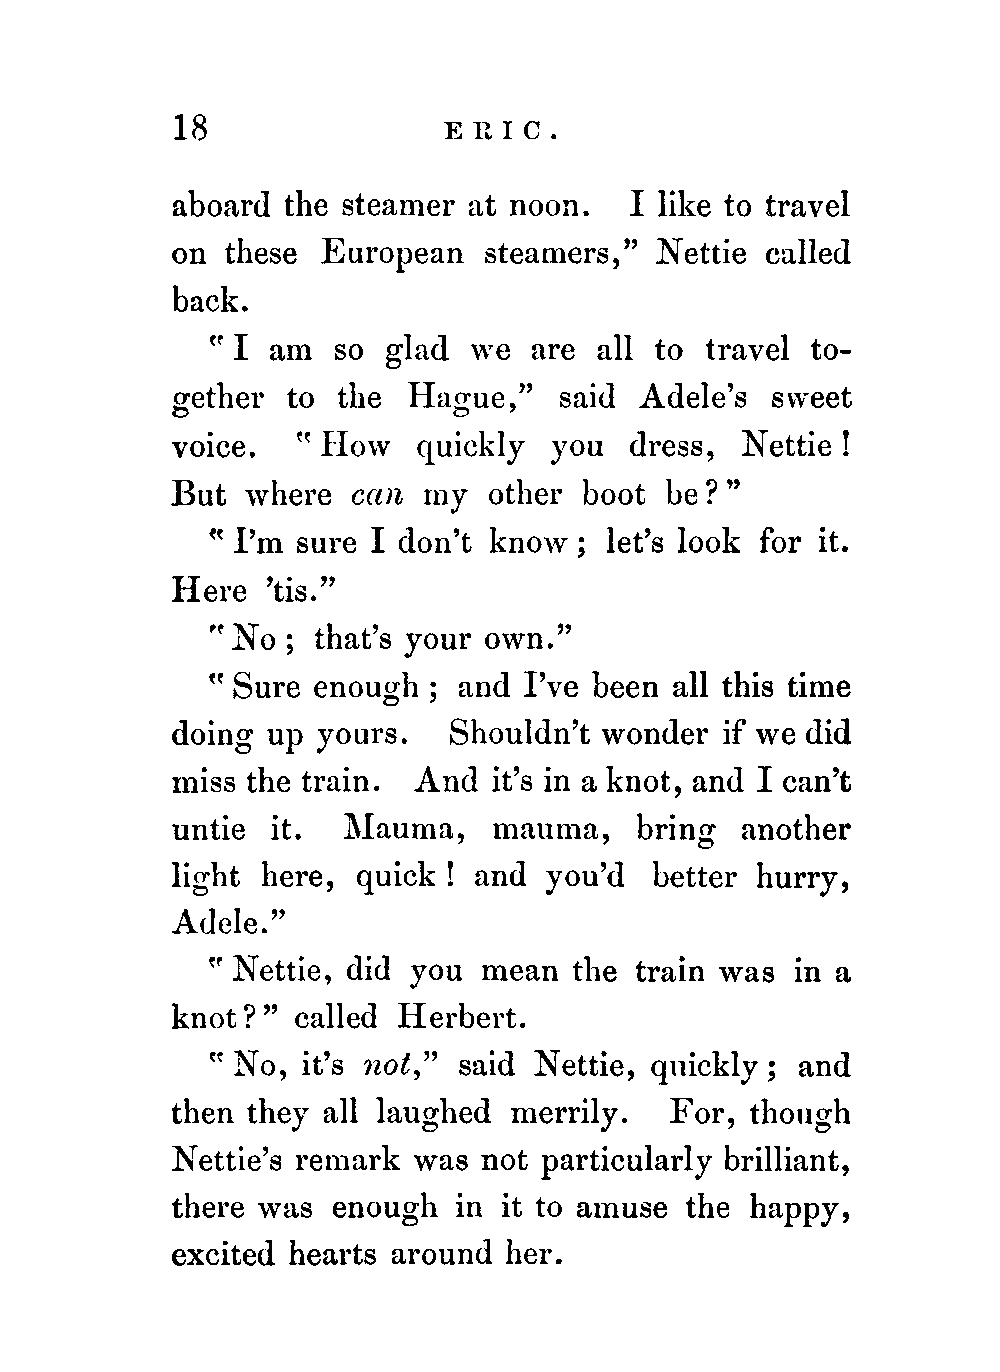 18 ERIC.
aboard the steamer at noon. I like to travel
on these European steamers,” Nettie called
back.
“I am so glad we are all to travel to-
gether to the Hague,” said Adele’s sweet
voice. “How quickly you dress, Nettie!
But where can my other boot be?”
“I’m sure I don’t know; let’s look for it.
Here ’tis.”
“No; that’s your own.”
“Sure enough; and I’ve been all this time
doing up yours. Shouldn’t wonder if we did
miss the train. And it’s in a knot, and I can’t
untie it. Mauma, mauma, bring another
light here, quick! and you’d better hurry,
Adele.”
“Nettie, did you mean the train was in a
knot?” called Herbert.
“No, it’s not,” said Nettie, quickly; and
then they all laughed merrily. For, though
Nettie’s remark was not particularly brilliant,
there was enough in it to amuse the happy,
excited hearts around her.